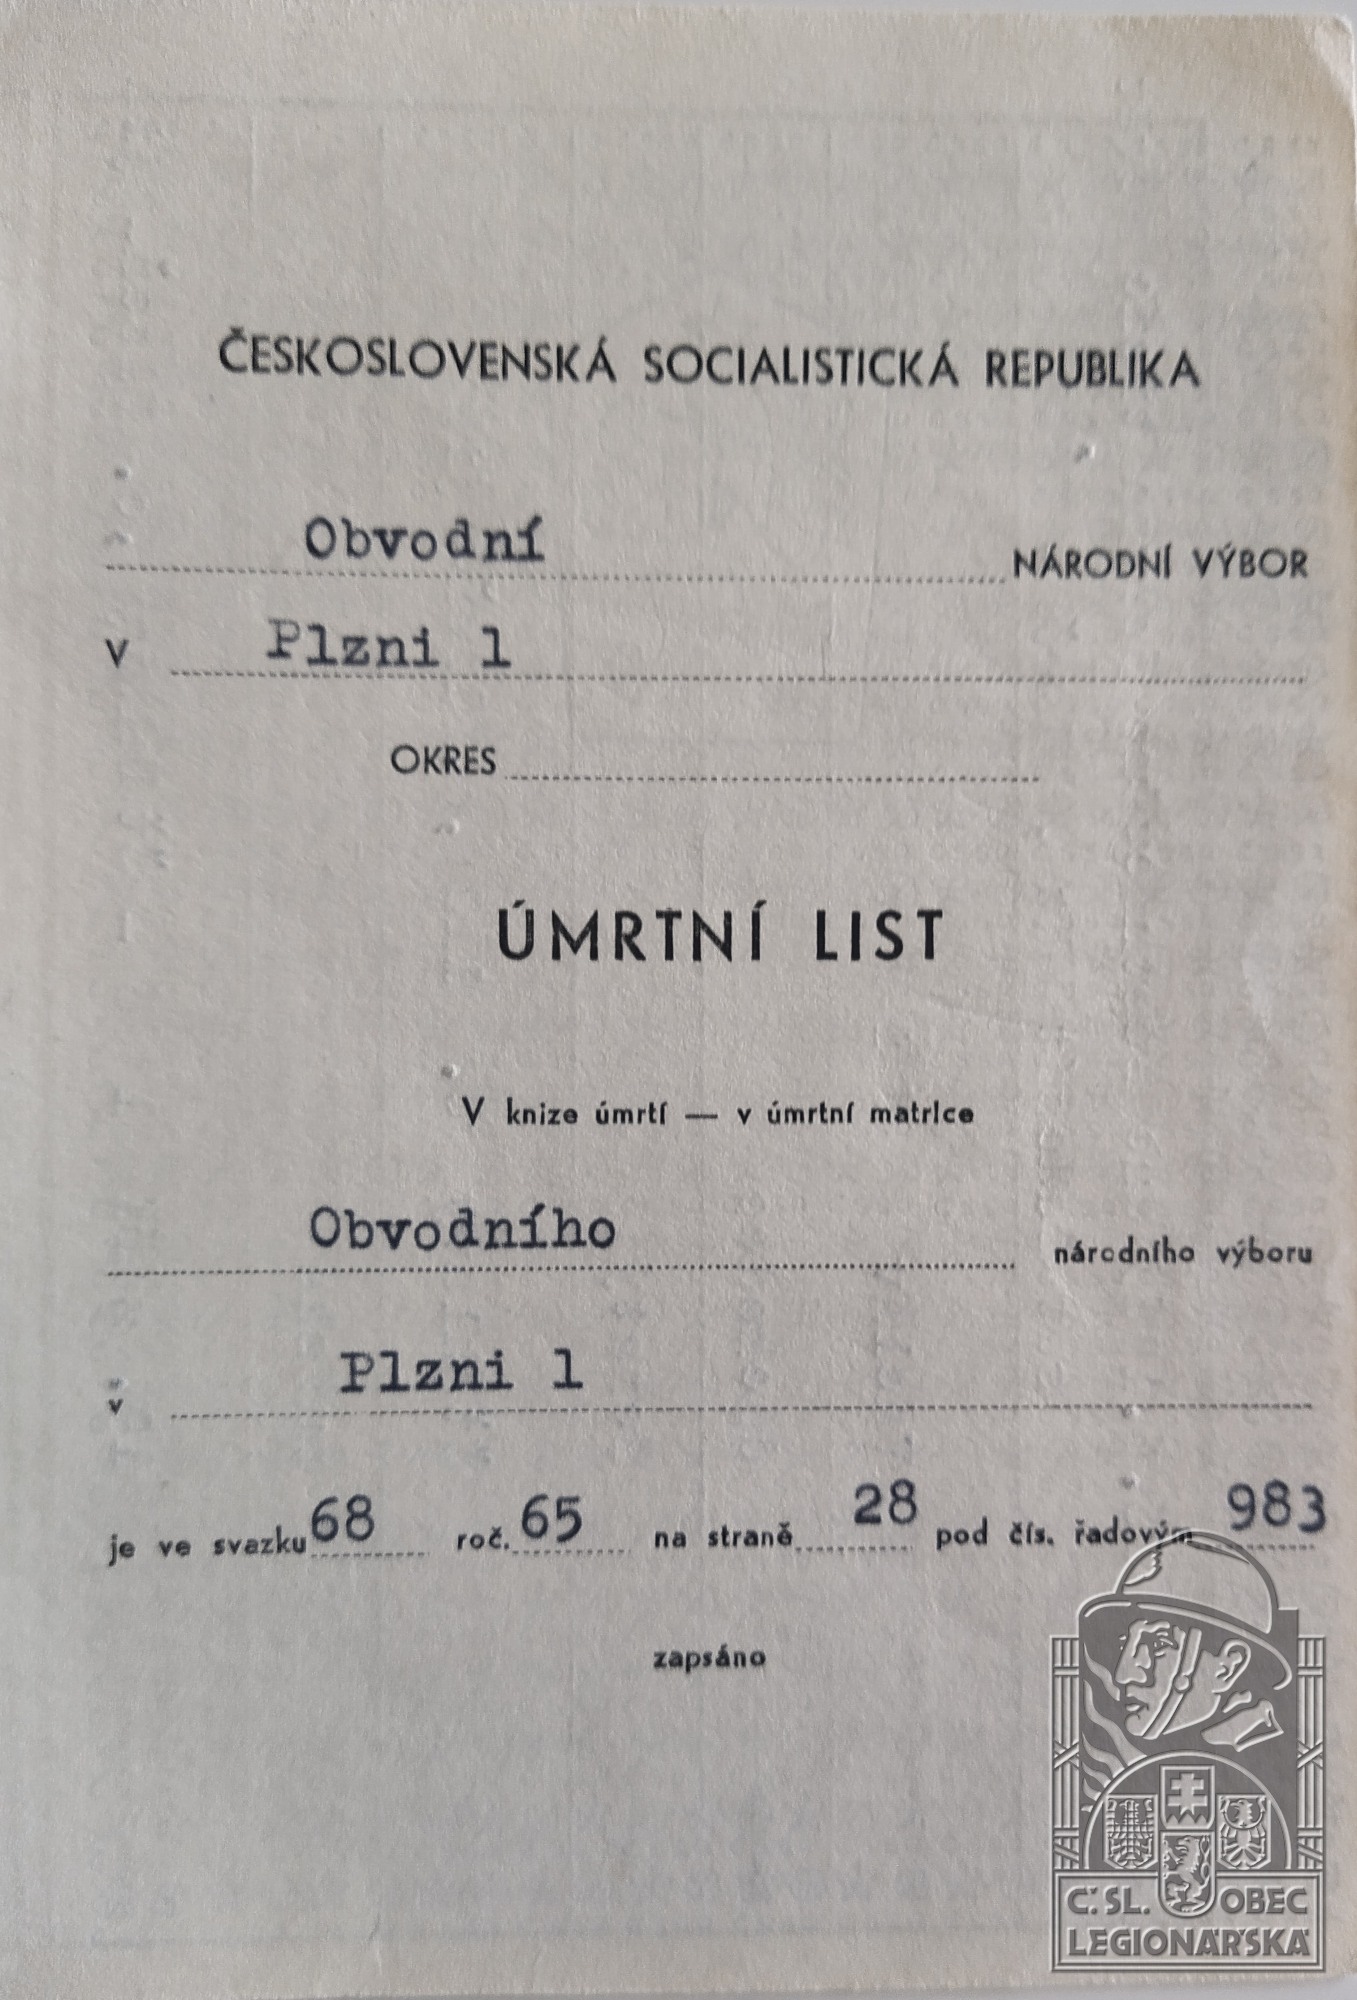 ČESKOSLOVENSKÁ SOCIALISTICKÁ REPUBLIKA
Obvodní NÁRODNÍ VÝBOR
V Plzni 1
OKRES
ÚMRTNÍ LIST
V knize úmrtí — v úmrtní matrice
Obvodního národního výboru
v Plzni 1
je ve svazku 68 roč. 65 na straně 28 pod čís. řadovým 983
zapsáno
Č. SL. OBEC
LEGIONÁŘSKÁ